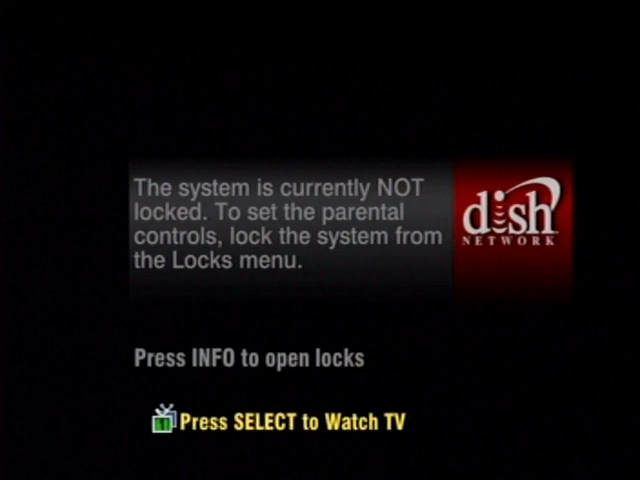 The system is currently NOT
locked. To set the parental
controls, lock the system from
the Locks menu.
dish
NETWORK
Press INFO to open locks
Press SELECT to Watch TV